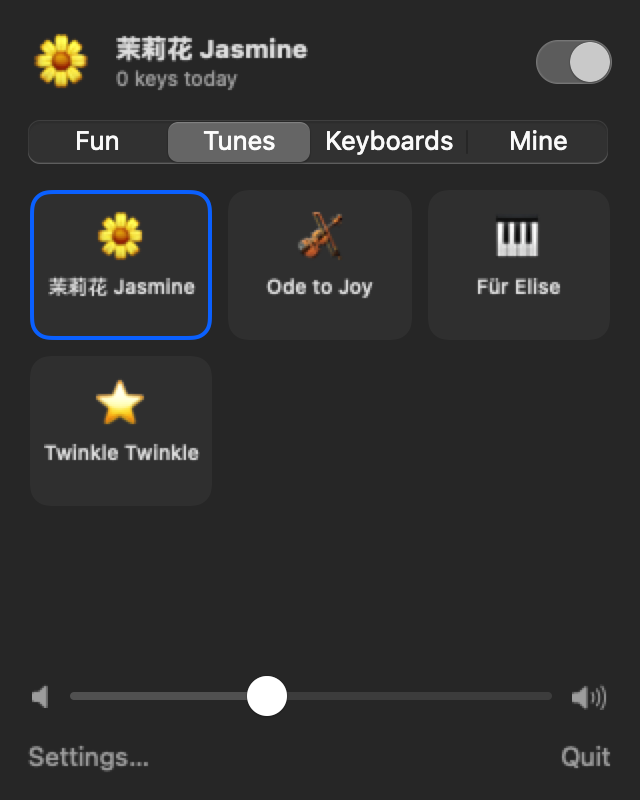 茉莉花 Jasmine
0 keys today
Fun
Tunes
Keyboards
Mine
茉莉花 Jasmine
Ode to Joy
Für Elise
Twinkle Twinkle
Settings...
Quit